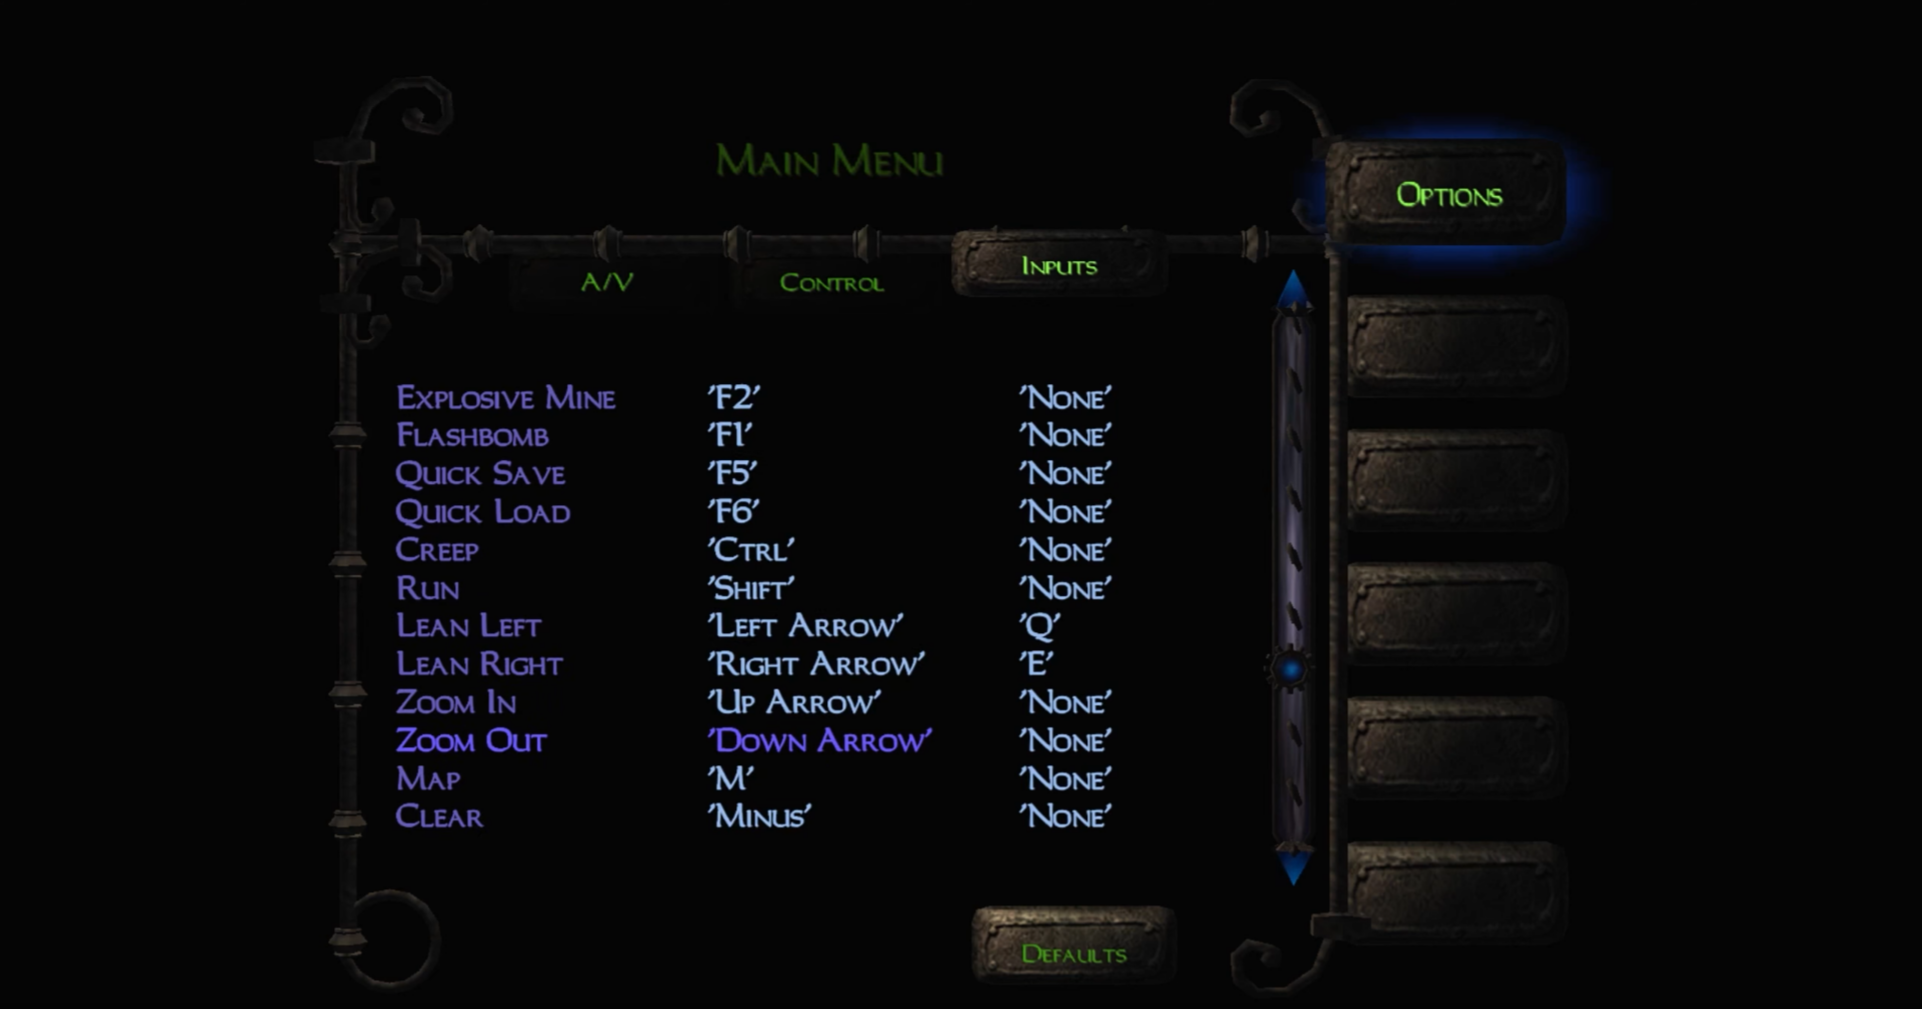 Main Menu
Options
A/V
Control
Inputs
Explosive Mine 'F2' 'None'
Flashbomb 'F1' 'None'
Quick Save 'F5' 'None'
Quick Load 'F6' 'None'
Creep 'Ctrl' 'None'
Run 'Shift' 'None'
Lean Left 'Left Arrow' 'Q'
Lean Right 'Right Arrow' 'E'
Zoom In 'Up Arrow' 'None'
Zoom Out 'Down Arrow' 'None'
Map 'M' 'None'
Clear 'Minus' 'None'
Defaults